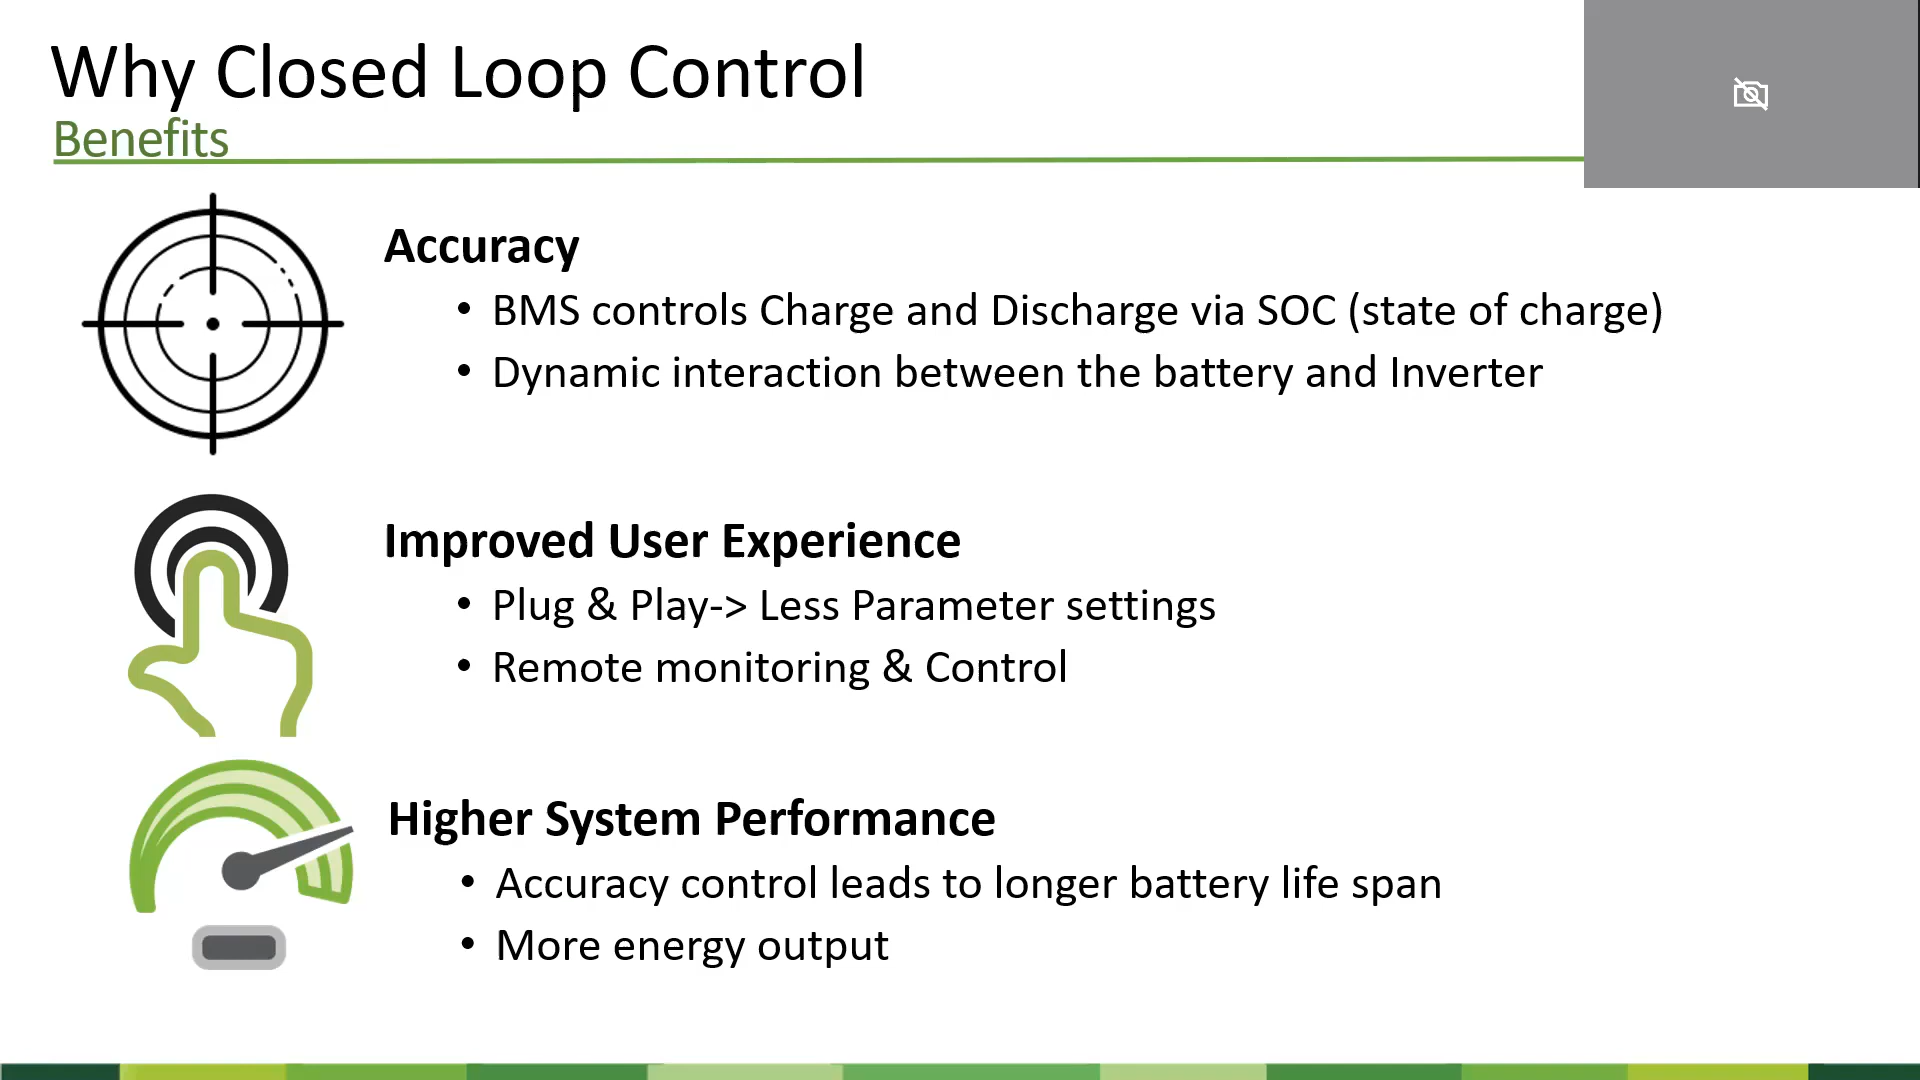 Why Closed Loop Control
Benefits
Accuracy
• BMS controls Charge and Discharge via SOC (state of charge)
• Dynamic interaction between the battery and Inverter
Improved User Experience
• Plug & Play-> Less Parameter settings
• Remote monitoring & Control
Higher System Performance
• Accuracy control leads to longer battery life span
• More energy output